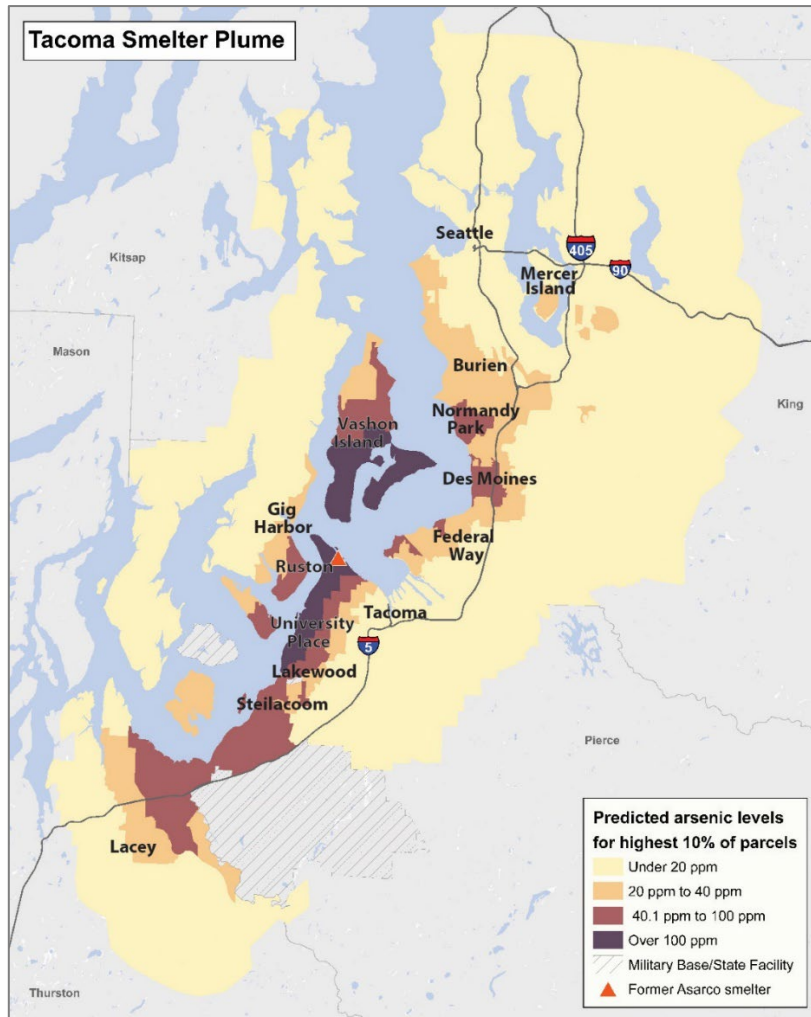 Tacoma Smelter Plume
Seattle
405
90
Mercer
Island
Kitsap
Mason
Burien
King
Normandy
Park
Vashon
Island
Des Moines
Gig
Harbor
Federal
Way
Ruston
Tacoma
University
Place
5
Lakewood
Steilacoom
Pierce
Lacey
Thurston
Predicted arsenic levels
for highest 10% of parcels
Under 20 ppm
20 ppm to 40 ppm
40.1 ppm to 100 ppm
Over 100 ppm
Military Base/State Facility
Former Asarco smelter